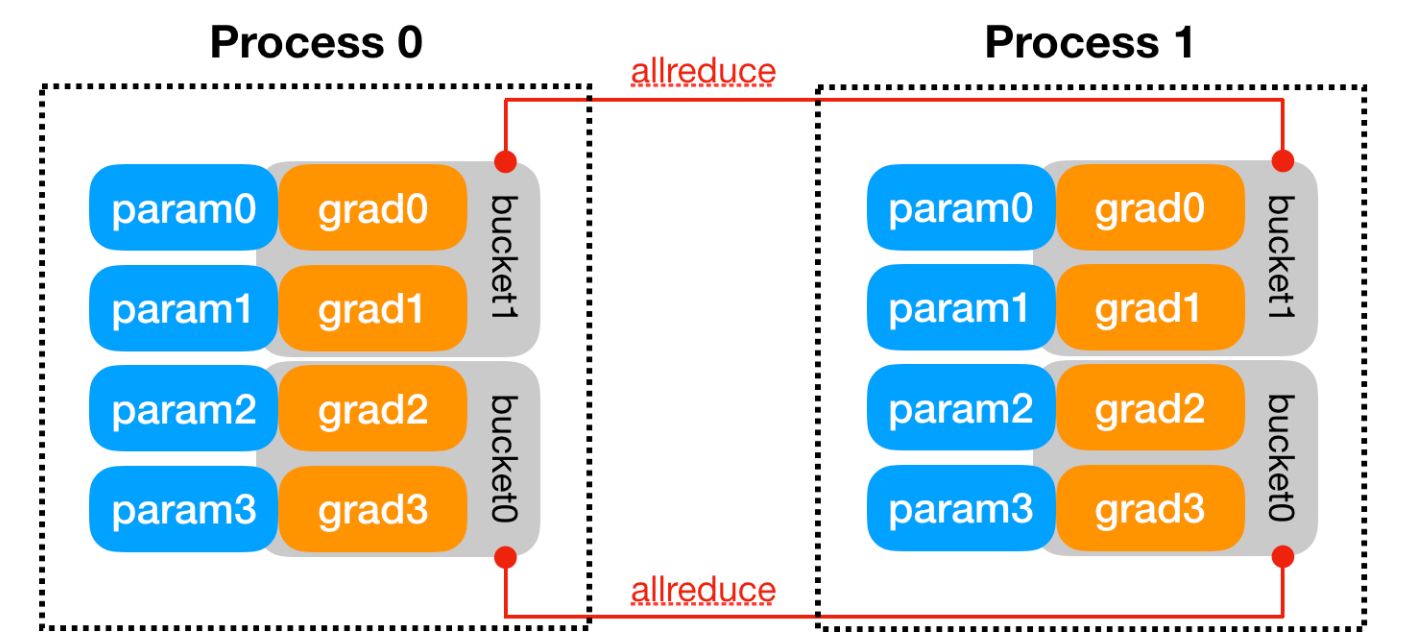 Process 0
Process 1
allreduce
param0 grad0
param1 grad1
bucket1
param2 grad2
param3 grad3
bucket0
param0 grad0
param1 grad1
bucket1
param2 grad2
param3 grad3
bucket0
allreduce